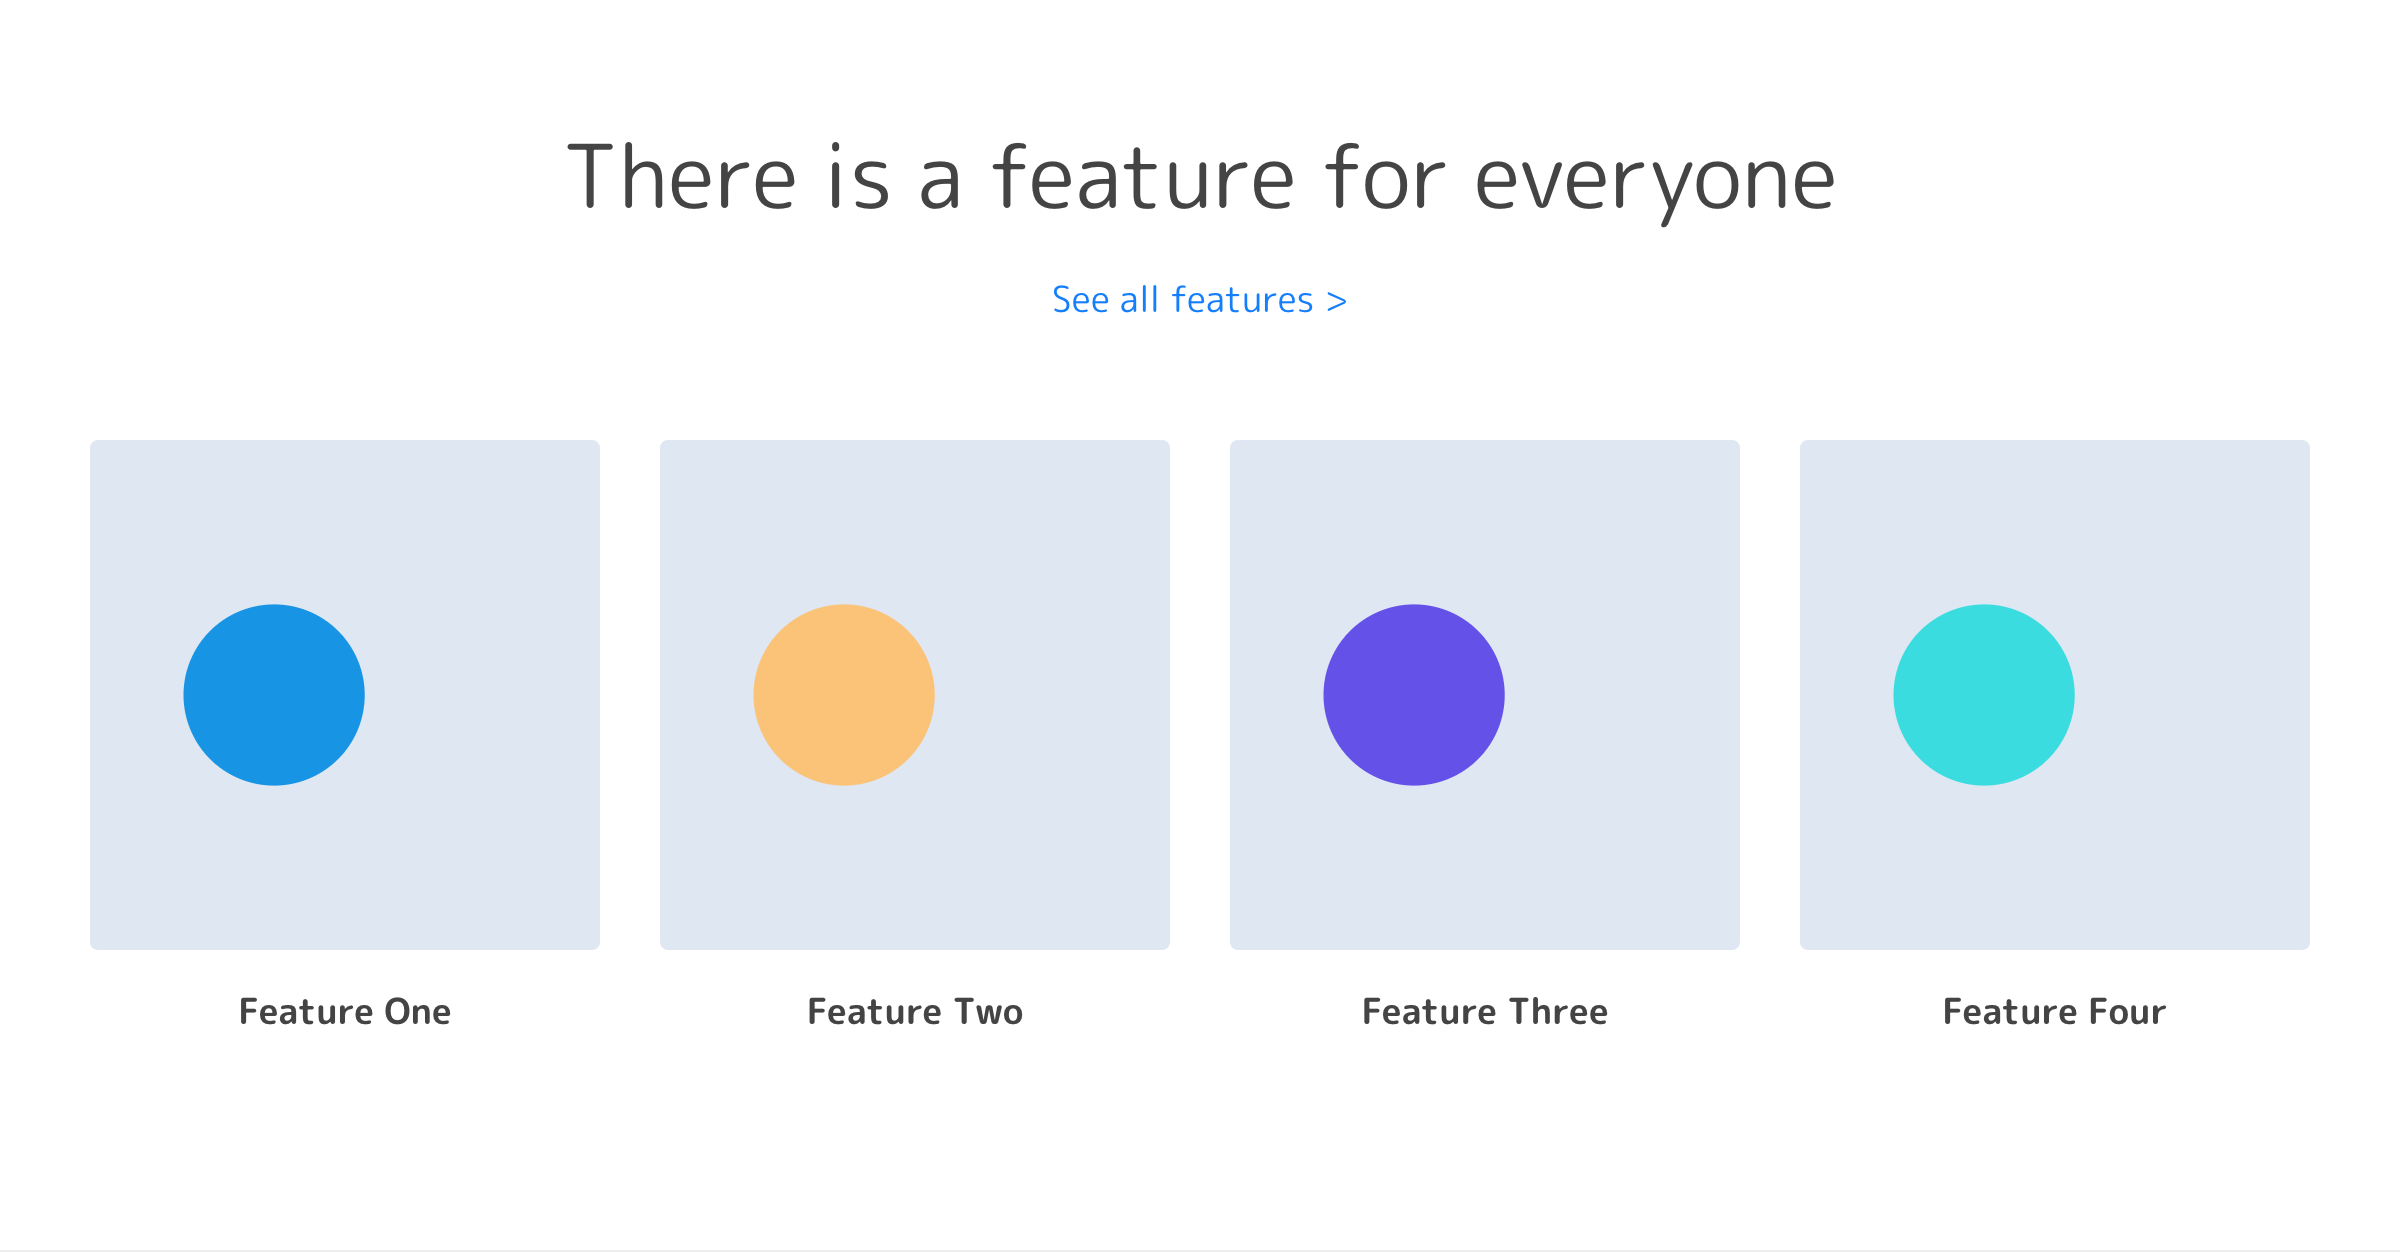 There is a feature for everyone
See all features >
Feature One
Feature Two
Feature Three
Feature Four